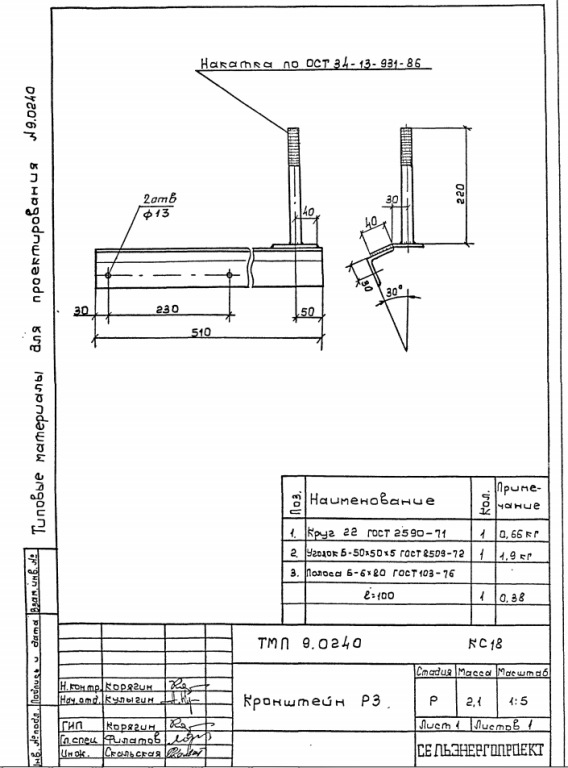 Накатка по ОСТ 34-13-931-86
2отв
ф13
40
30
40
220
30
30°
30
230
50
510
Типовые материалы для проектирования №9.0240
Поз.
Наименование
Кол.
Приме-
чание
1. Круг 22 ГОСТ 2590-71 1 0,66 кг
2. Уголок Б-50х50х5 ГОСТ 8509-72 1 1,9 кг
3. Полоса Б-6х80 ГОСТ 103-76
ℓ=100 1 0,38
ТМП 9.0240 КС18
Кронштейн Р3.
Стадия Масса Масштаб
Р 2,1 1:5
Лист 1 Листов 1
СЕЛЬЭНЕРГОПРОЕКТ
Н.контр. Корягин
Нач.отд. Кулыгин
ГИП Корягин
Гл.спец Филатов
Инж. Скальская
Взам.инв.№
Подпись и дата
Инв.№подл.